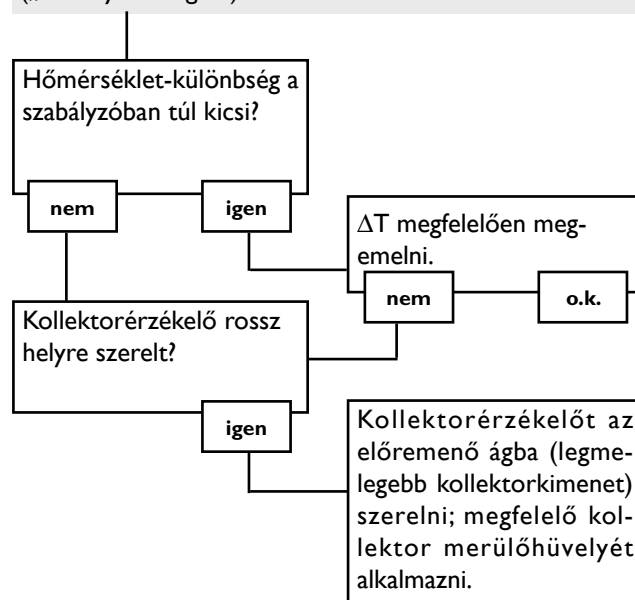 Hőmérséklet-különbség a
szabályzóban túl kicsi?
nem
igen
ΔT megfelelően meg-
emelni.
nem
o.k.
Kollektorérzékelő rossz
helyre szerelt?
igen
Kollektorérzékelőt az
előremenő ágba (legme-
legebb kollektorkimenet)
szerelni; megfelelő kol-
lektor merülőhüvelyét
alkalmazni.